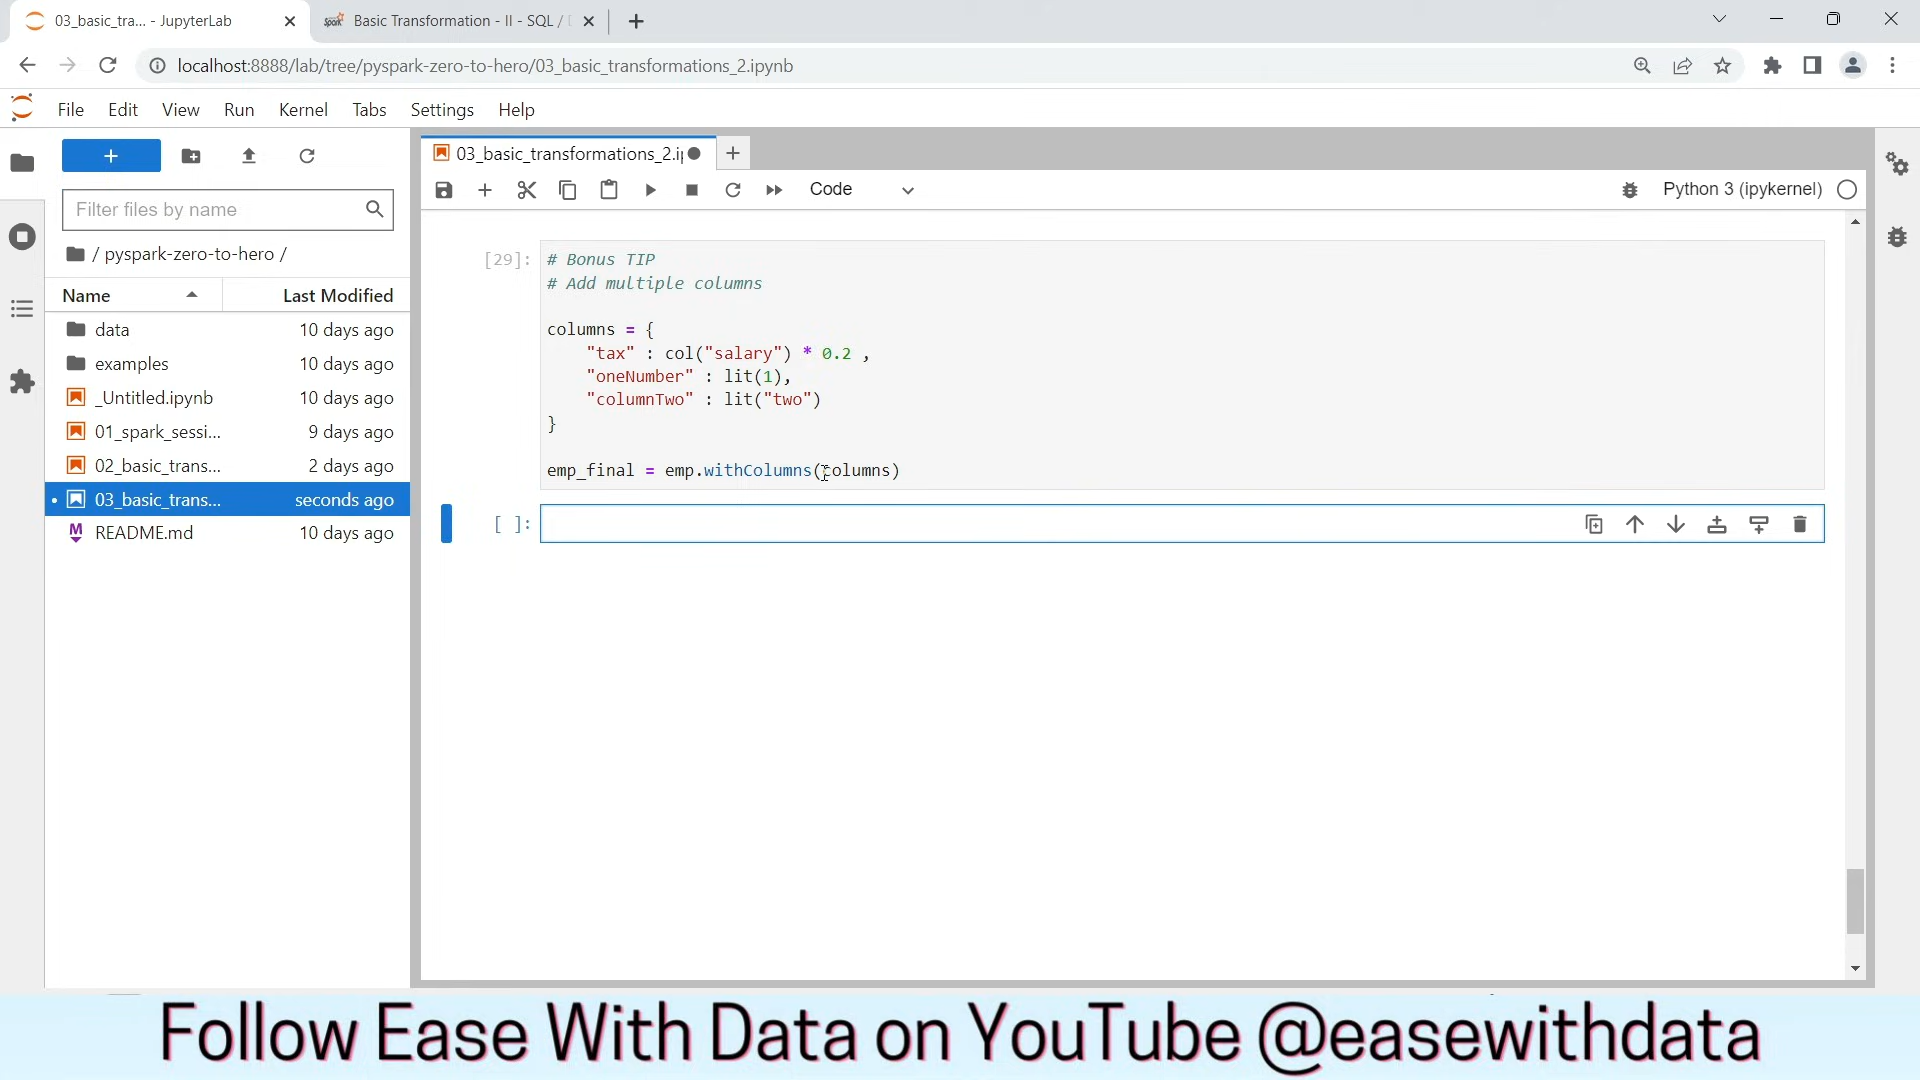 03_basic_tra... - JupyterLab
Basic Transformation - II - SQL /
localhost:8888/lab/tree/pyspark-zero-to-hero/03_basic_transformations_2.ipynb
File Edit View Run Kernel Tabs Settings Help
03_basic_transformations_2.i
Code
Python 3 (ipykernel)
Filter files by name
/ pyspark-zero-to-hero /
Name Last Modified
data 10 days ago
examples 10 days ago
_Untitled.ipynb 10 days ago
01_spark_sessi... 9 days ago
02_basic_trans... 2 days ago
03_basic_trans... seconds ago
README.md 10 days ago
[29]:
# Bonus TIP
# Add multiple columns
columns = {
"tax" : col("salary") * 0.2 ,
"oneNumber" : lit(1),
"columnTwo" : lit("two")
}
emp_final = emp.withColumns(columns)
[ ]:
Follow Ease With Data on YouTube @easewithdata